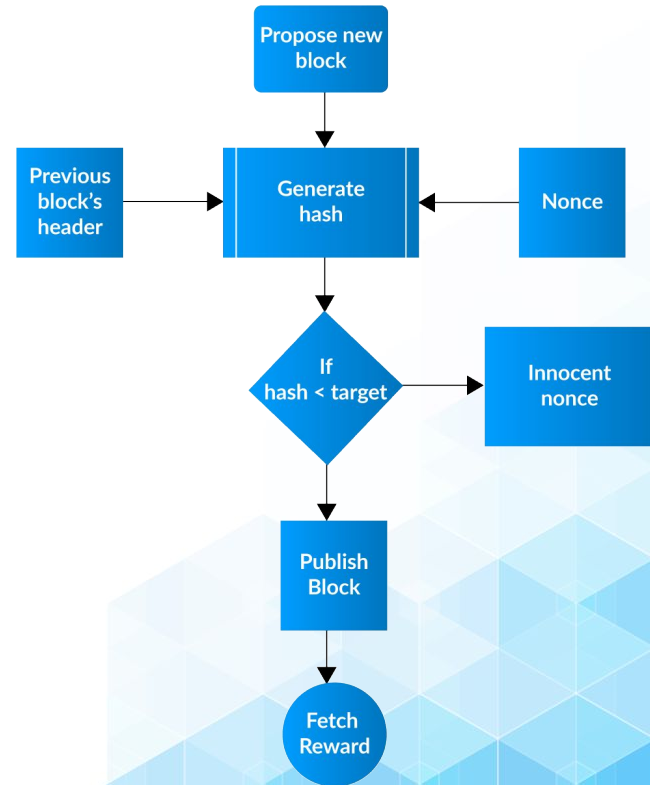 Propose new
block
Previous
block's
header
Generate
hash
Nonce
If
hash < target
Innocent
nonce
Publish
Block
Fetch
Reward